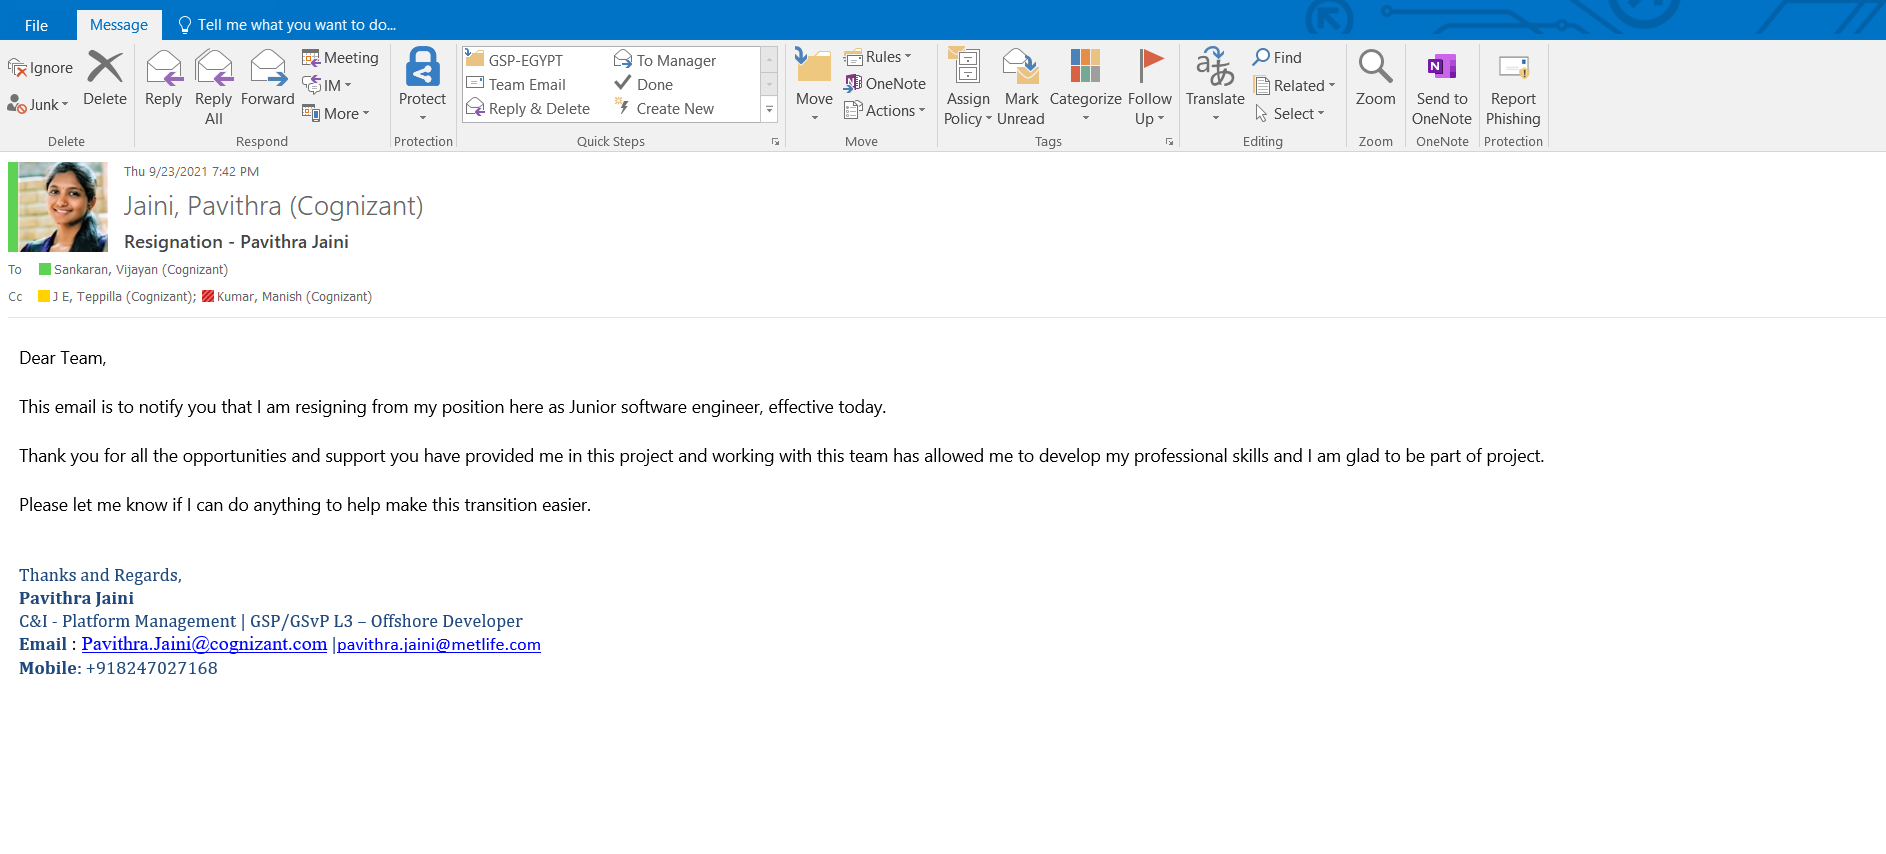 File Message Tell me what you want to do...
Ignore
Junk
Delete
Delete
Reply
Reply All
Forward
Meeting
IM
More
Respond
Protect
Protection
GSP-EGYPT To Manager
Team Email Done
Reply & Delete Create New
Quick Steps
Move
Rules
OneNote
Actions
Move
Assign Policy
Mark Unread
Categorize
Follow Up
Tags
Translate
Find
Related
Select
Editing
Zoom
Zoom
Send to OneNote
OneNote
Report Phishing
Protection
Thu 9/23/2021 7:42 PM
Jaini, Pavithra (Cognizant)
Resignation - Pavithra Jaini
To Sankaran, Vijayan (Cognizant)
Cc J E, Teppilla (Cognizant); Kumar, Manish (Cognizant)
Dear Team,
This email is to notify you that I am resigning from my position here as Junior software engineer, effective today.
Thank you for all the opportunities and support you have provided me in this project and working with this team has allowed me to develop my professional skills and I am glad to be part of project.
Please let me know if I can do anything to help make this transition easier.
Thanks and Regards,
Pavithra Jaini
C&I - Platform Management | GSP/GSvP L3 – Offshore Developer
Email : Pavithra.Jaini@cognizant.com |pavithra.jaini@metlife.com
Mobile: +918247027168